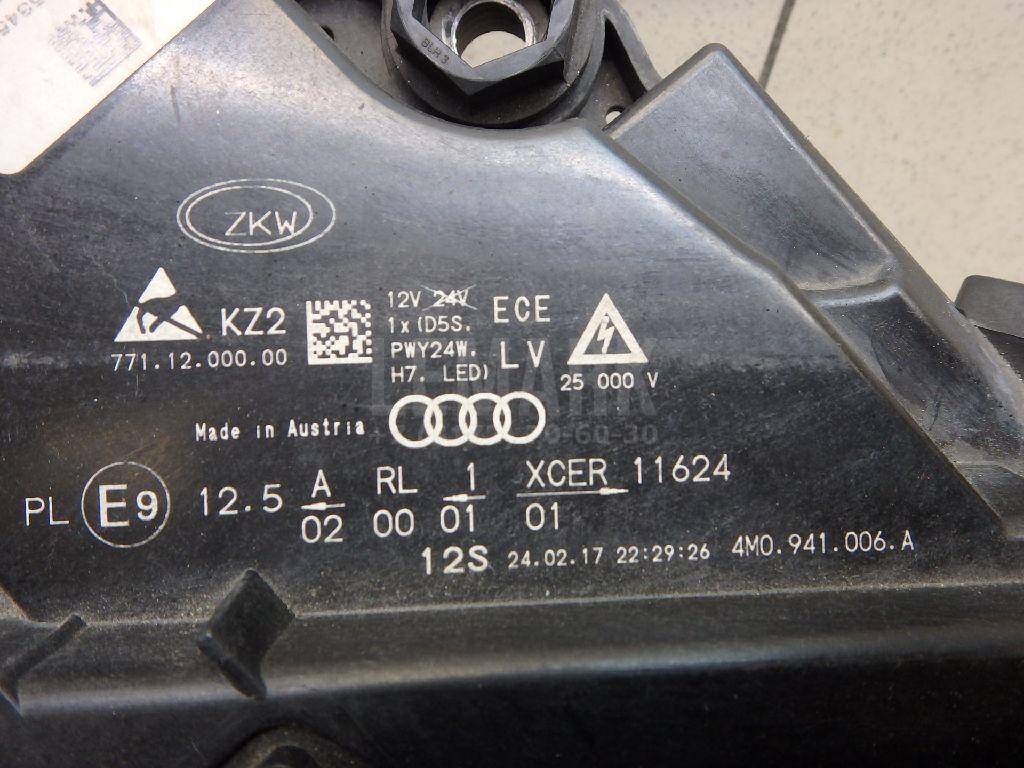 BLH3
ZKW
KZ2
771.12.000.00
12V 24V
1x(D5S.
PWY24W.
H7. LED)
ECE
LV
25 000 V
Made in Austria
PL E9 12.5 A RL 1 XCER 11624
02 00 01 01
12S 24.02.17 22:29:26 4M0.941.006.A